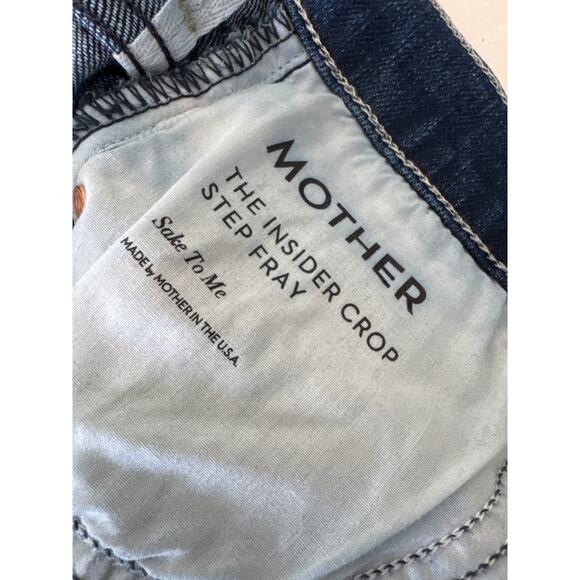 MOTHER
THE INSIDER CROP
STEP FRAY
Sake To Me
MADE by MOTHER IN THE U.S.A.